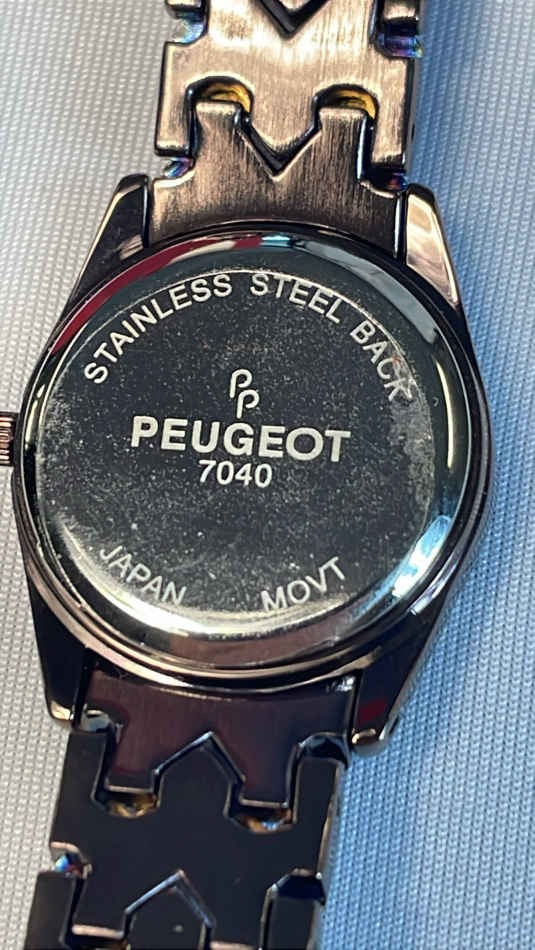 STAINLESS STEEL BACK
PP
PEUGEOT
7040
JAPAN MOVT